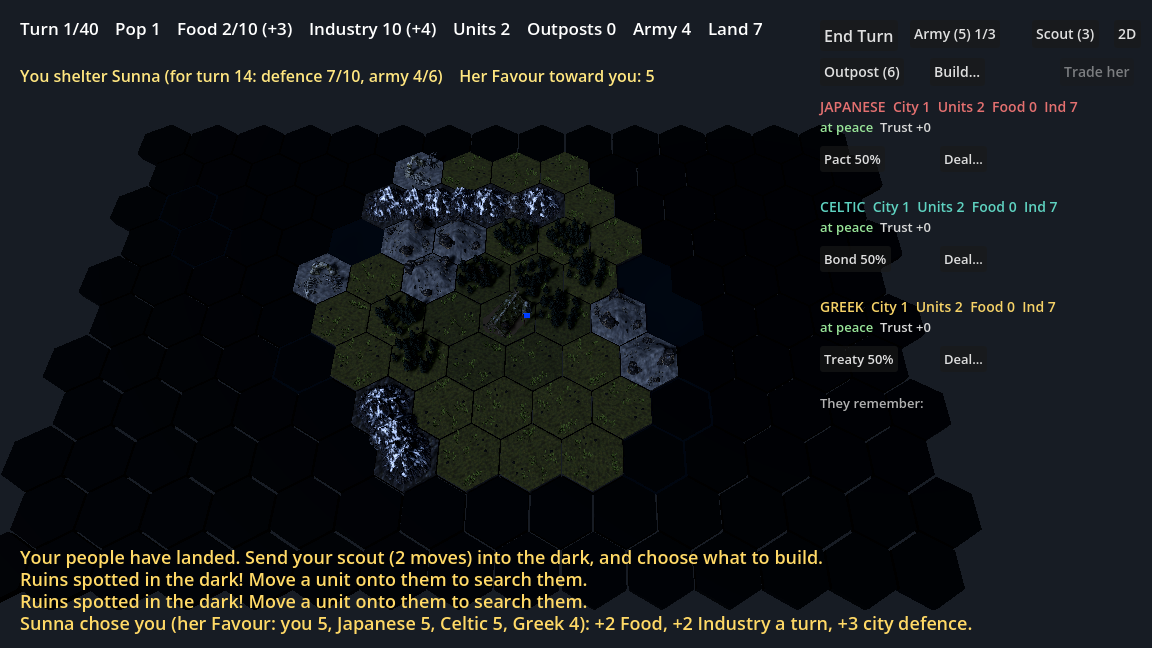 Turn 1/40 Pop 1 Food 2/10 (+3) Industry 10 (+4) Units 2 Outposts 0 Army 4 Land 7
End Turn Army (5) 1/3 Scout (3) 2D
You shelter Sunna (for turn 14: defence 7/10, army 4/6) Her Favour toward you: 5
Outpost (6) Build... Trade her
JAPANESE City 1 Units 2 Food 0 Ind 7
at peace Trust +0
Pact 50% Deal...
CELTIC City 1 Units 2 Food 0 Ind 7
at peace Trust +0
Bond 50% Deal...
GREEK City 1 Units 2 Food 0 Ind 7
at peace Trust +0
Treaty 50% Deal...
They remember:
Your people have landed. Send your scout (2 moves) into the dark, and choose what to build.
Ruins spotted in the dark! Move a unit onto them to search them.
Ruins spotted in the dark! Move a unit onto them to search them.
Sunna chose you (her Favour: you 5, Japanese 5, Celtic 5, Greek 4): +2 Food, +2 Industry a turn, +3 city defence.